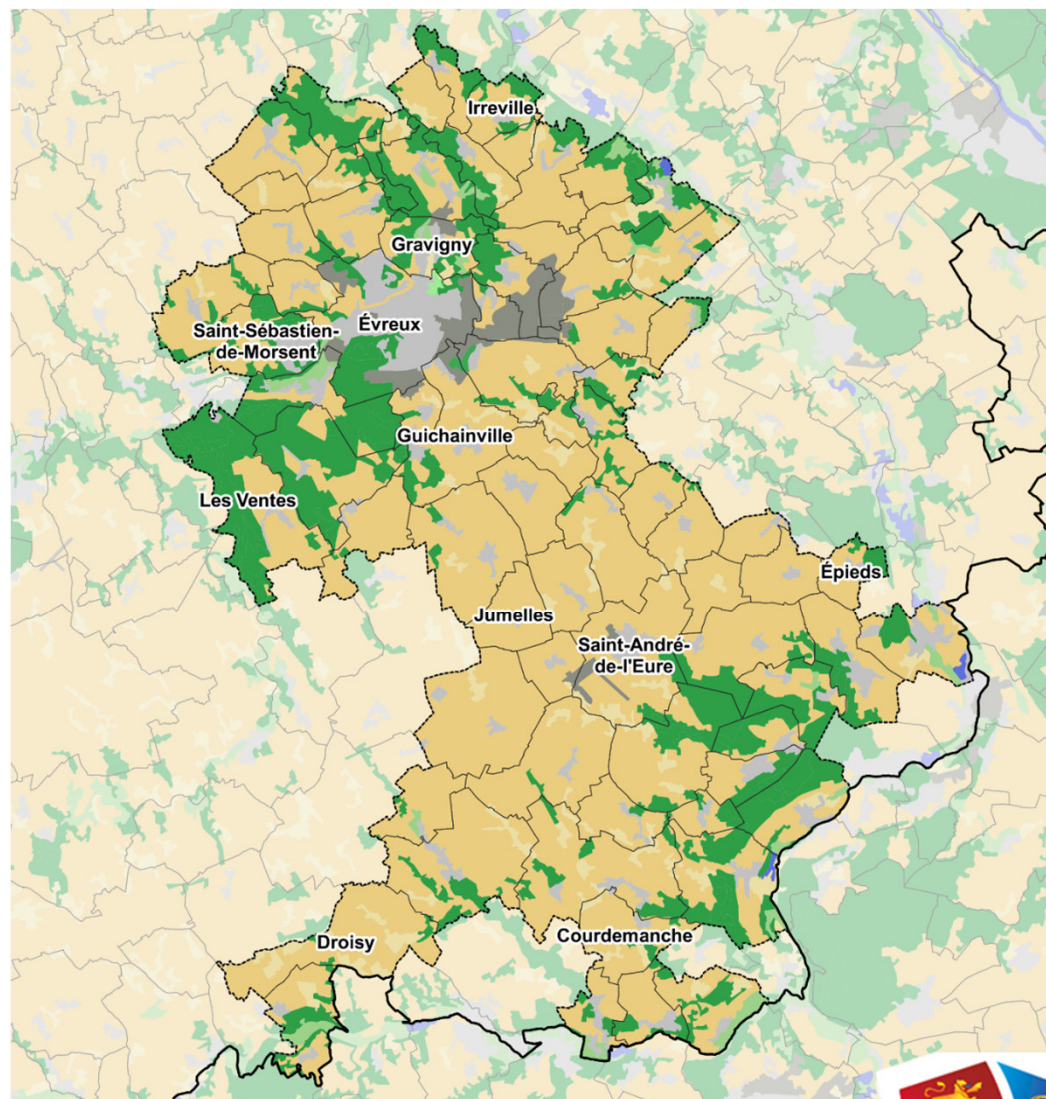 Irreville
Gravigny
Saint-Sébastien-
de-Morsent
Évreux
Guichainville
Les Ventes
Épieds
Jumelles
Saint-André-
de-l'Eure
Droisy
Courdemanche